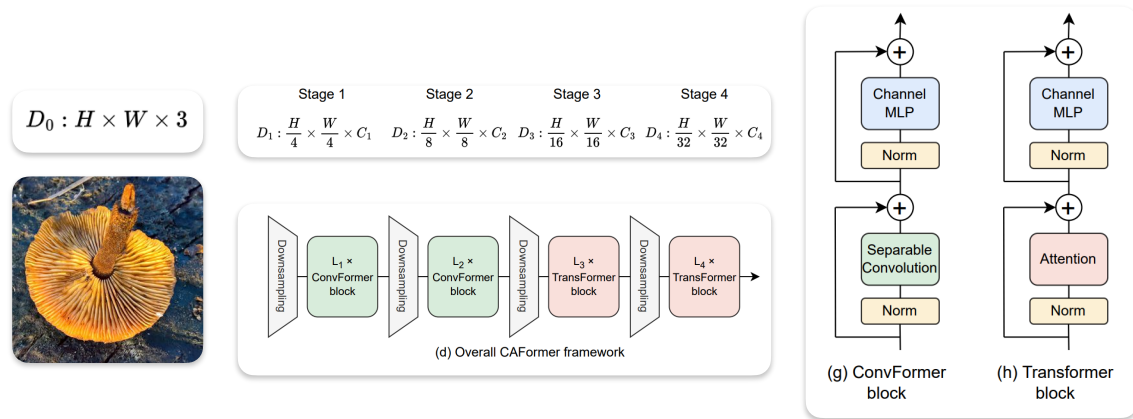 D₀ : H × W × 3
Stage 1
Stage 2
Stage 3
Stage 4
D₁ : H/4 × W/4 × C₁
D₂ : H/8 × W/8 × C₂
D₃ : H/16 × W/16 × C₃
D₄ : H/32 × W/32 × C₄
Downsampling
L₁ ×
ConvFormer
block
Downsampling
L₂ ×
ConvFormer
block
Downsampling
L₃ ×
TransFormer
block
Downsampling
L₄ ×
TransFormer
block
(d) Overall CAFormer framework
+
Channel
MLP
Norm
+
Separable
Convolution
Norm
(g) ConvFormer
block
+
Channel
MLP
Norm
+
Attention
Norm
(h) Transformer
block